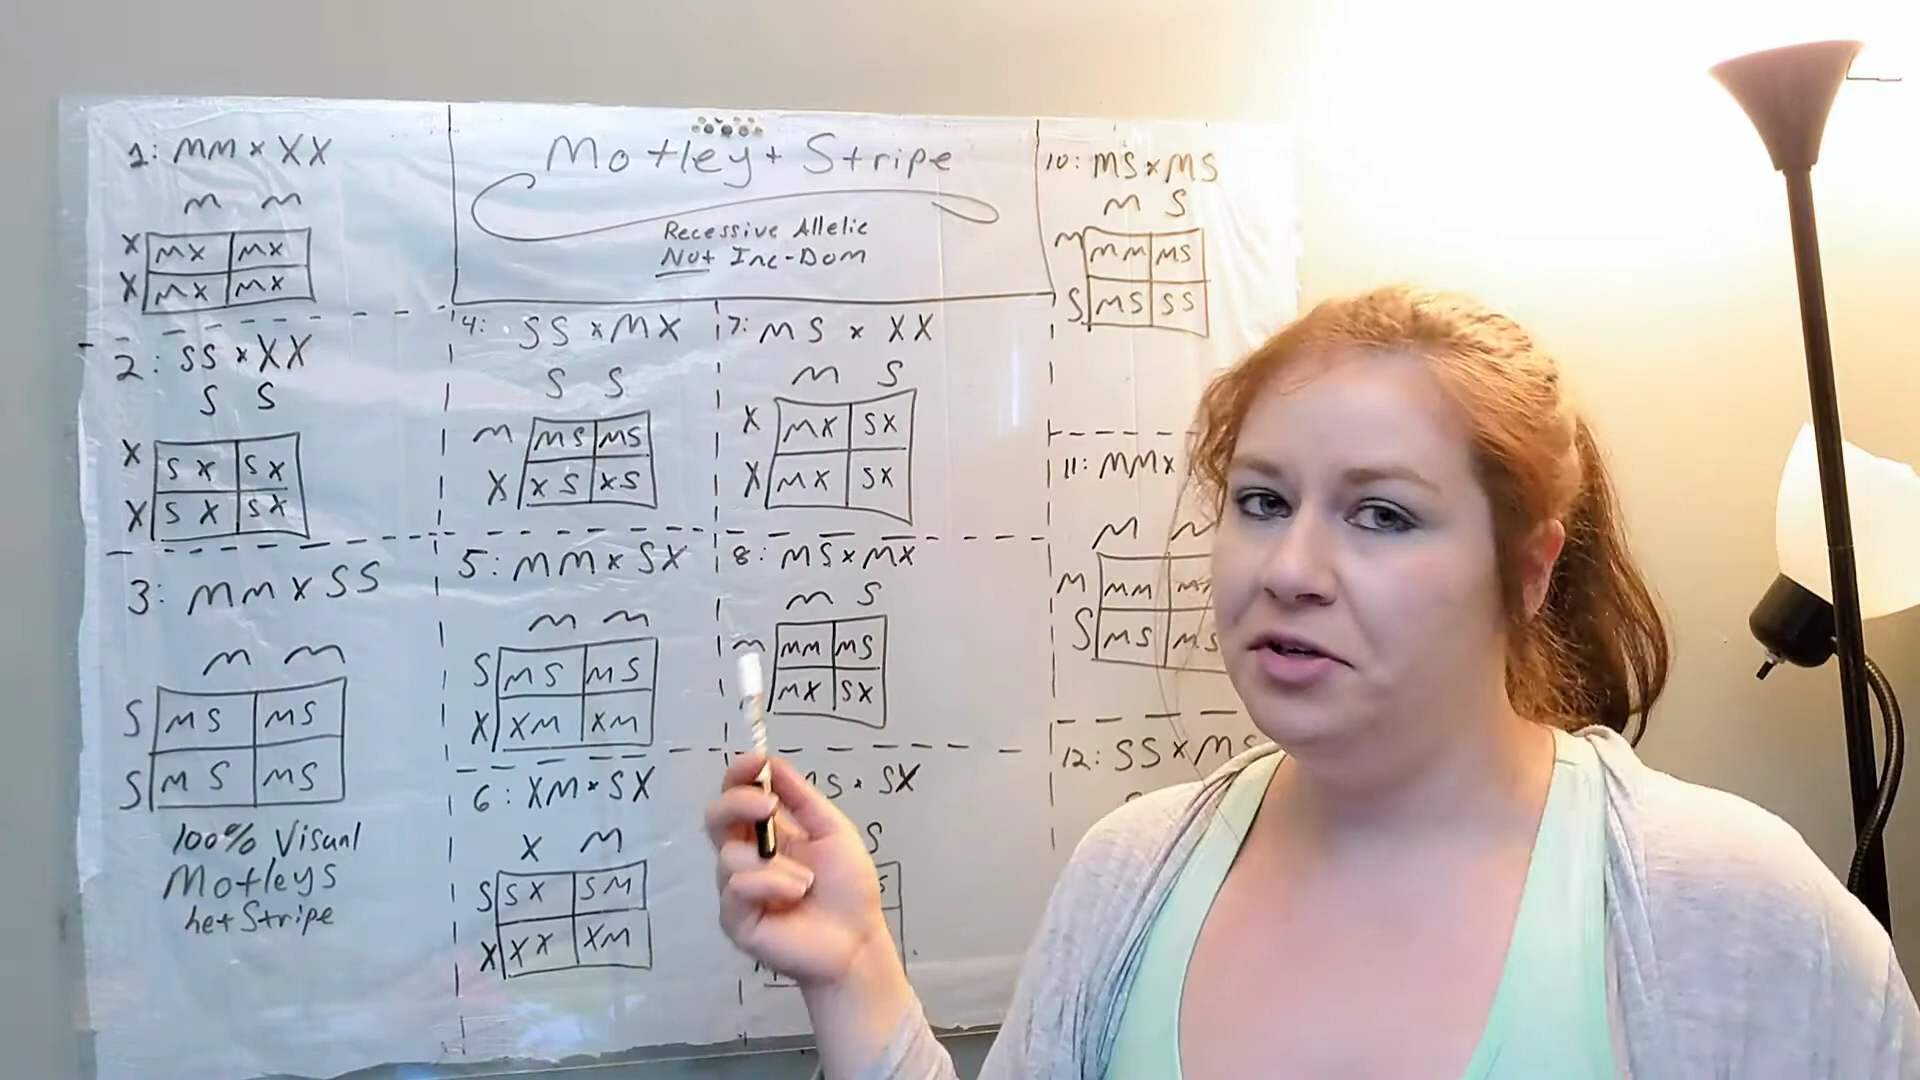 Motley + Stripe
Recessive Allelic
Not Inc-Dom
1: MM x XX
M M
X MX MX
X MX MX
2: SS x XX
S S
X SX SX
X SX SX
3: MM x SS
M M
S MS MS
S MS MS
100% Visual
Motleys
het Stripe
4: SS x MX
S S
M MS MS
X XS XS
5: MM x SX
M M
S MS MS
X XM XM
6: XM x SX
X M
S SX SM
X XX XM
7: MS x XX
M S
X MX SX
X MX SX
8: MS x MX
M S
M MM MS
MX SX
S x SX
S
10: MS x MS
M S
M MM MS
S MS SS
11: MM x
M
M MM
S MS MS
12: SS x MS